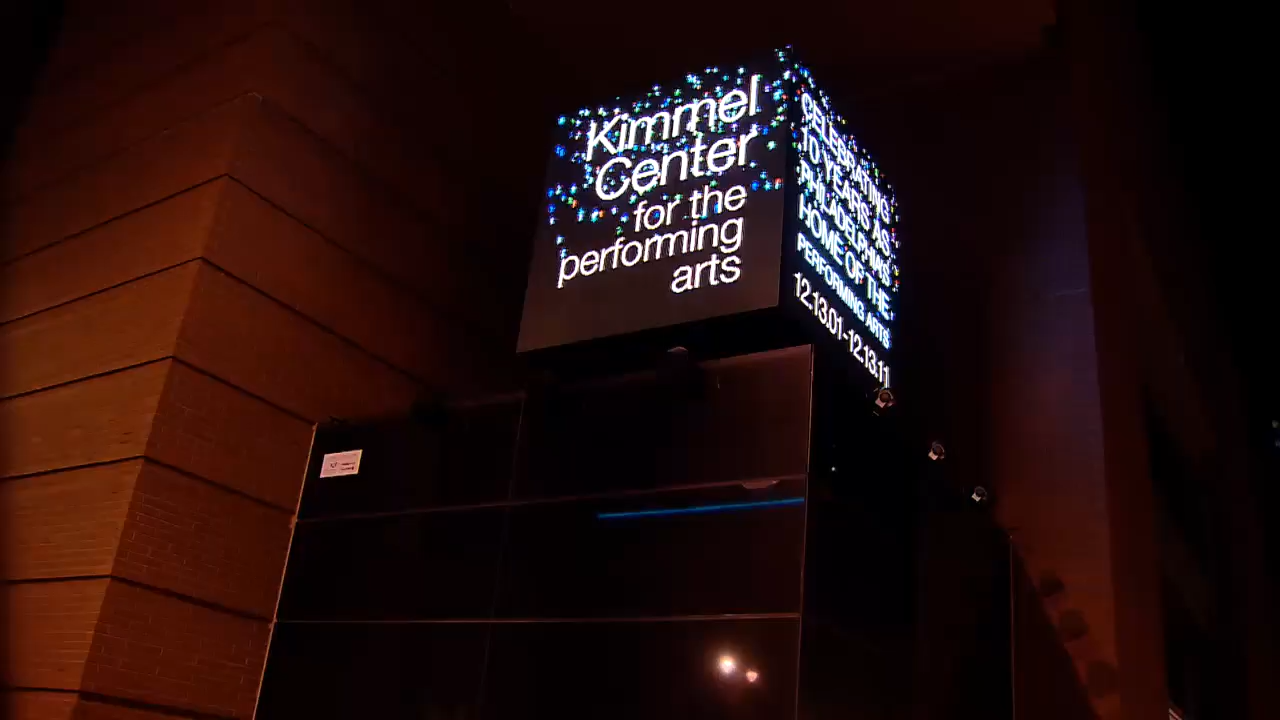 Kimmel
Center
for the
performing
arts
CELEBRATING
10 YEARS AS
PHILADELPHIA'S
HOME OF THE
PERFORMING ARTS
12.13.01-12.13.11